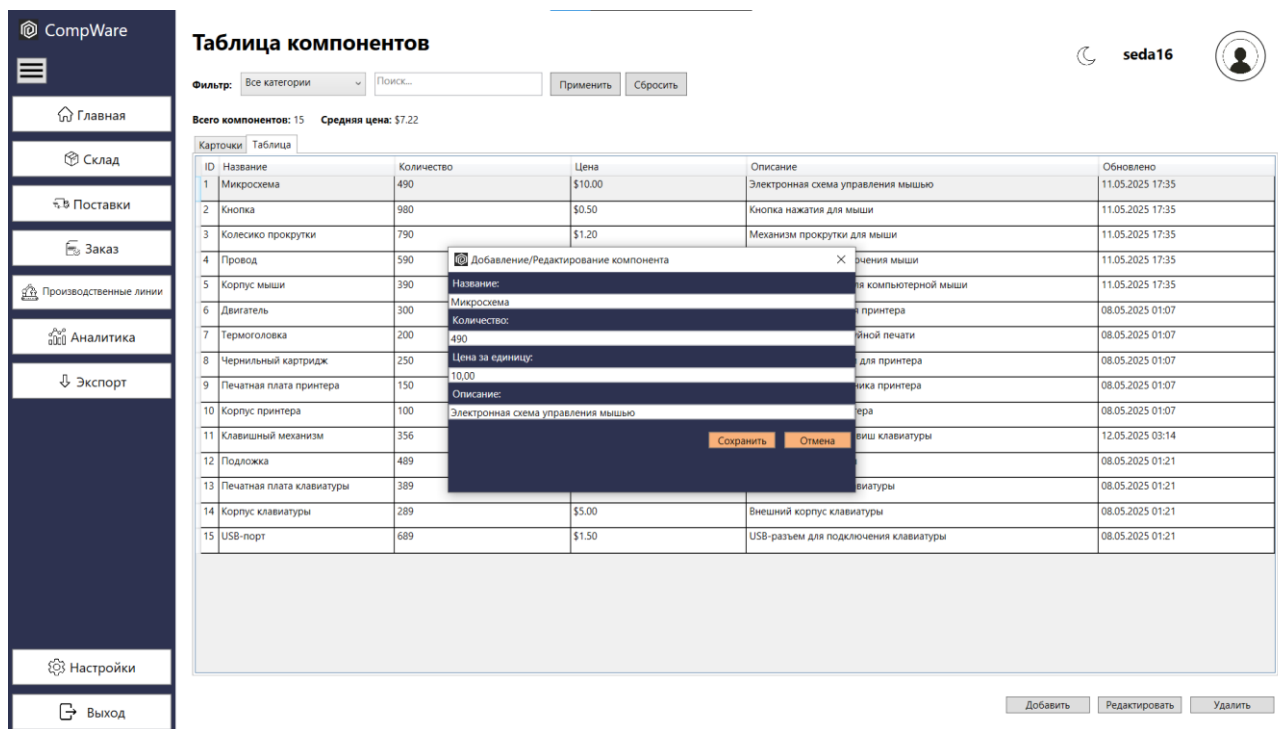 CompWare
Таблица компонентов
seda16
Фильтр: Все категории Поиск... Применить Сбросить
Всего компонентов: 15 Средняя цена: $7.22
Карточки Таблица
Главная
Склад
Поставки
Заказ
Производственные линии
Аналитика
Экспорт
Настройки
Выход
ID Название Количество Цена Описание Обновлено
1 Микросхема 490 $10.00 Электронная схема управления мышью 11.05.2025 17:35
2 Кнопка 980 $0.50 Кнопка нажатия для мыши 11.05.2025 17:35
3 Колесико прокрутки 790 $1.20 Механизм прокрутки для мыши 11.05.2025 17:35
4 Провод 590 мыши 11.05.2025 17:35
5 Корпус мыши 390 компьютерной мыши 11.05.2025 17:35
6 Двигатель 300 принтера 08.05.2025 01:07
7 Термоголовка 200 печати 08.05.2025 01:07
8 Чернильный картридж 250 для принтера 08.05.2025 01:07
9 Печатная плата принтера 150 принтера 08.05.2025 01:07
10 Корпус принтера 100 08.05.2025 01:07
11 Клавишный механизм 356 клавиатуры 12.05.2025 03:14
12 Подложка 489 08.05.2025 01:21
13 Печатная плата клавиатуры 389 08.05.2025 01:21
14 Корпус клавиатуры 289 $5.00 Внешний корпус клавиатуры 08.05.2025 01:21
15 USB-порт 689 $1.50 USB-разъем для подключения клавиатуры 08.05.2025 01:21
Добавление/Редактирование компонента
Название:
Микросхема
Количество:
490
Цена за единицу:
10,00
Описание:
Электронная схема управления мышью
Сохранить Отмена
Добавить Редактировать Удалить